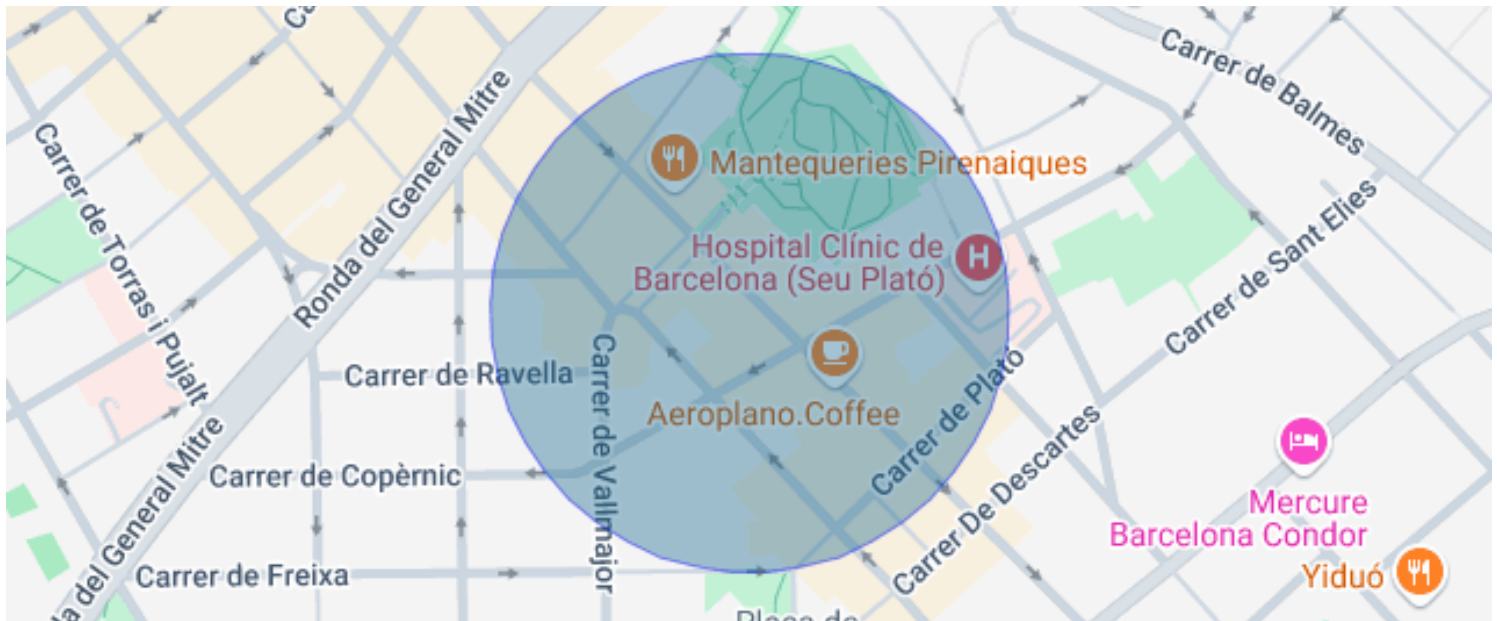 Carrer de Balmes
Ronda del General Mitre
Carrer de Torras i Pujalt
Mantequeries Pirenaiques
Hospital Clínic de
Barcelona (Seu Plató)
Carrer de Sant Elies
Carrer de Ravella
Carrer de Vallmajor
Aeroplano.Coffee
Carrer de Plató
Carrer de Copèrnic
Carrer De Descartes
Mercure
Barcelona Condor
da del General Mitre
Carrer de Freixa
Yiduó
Plaça de